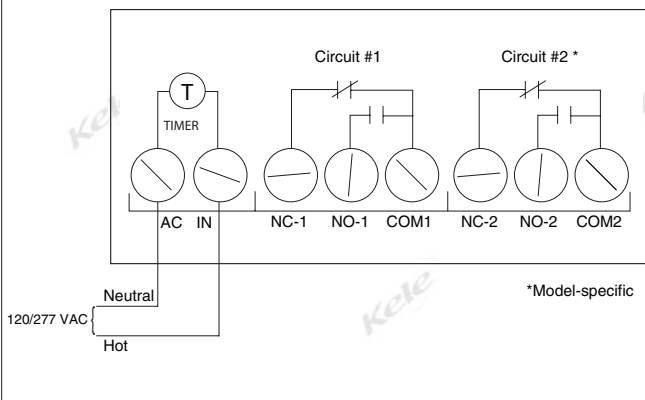 Circuit #1
Circuit #2 *
T
TIMER
Kele
AC IN NC-1 NO-1 COM1 NC-2 NO-2 COM2
Kele
*Model-specific
Neutral
120/277 VAC
Hot